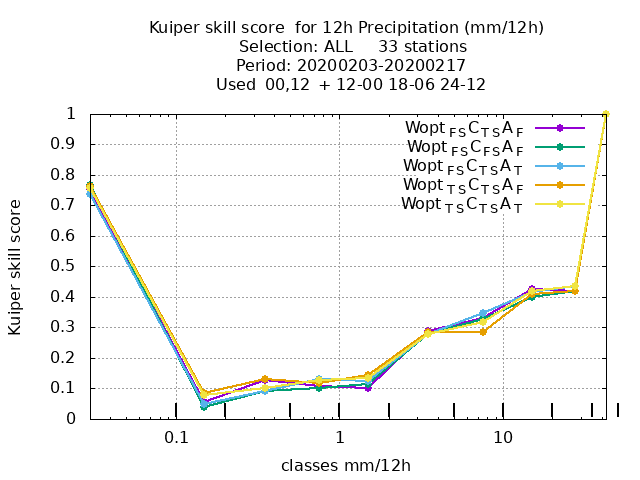 Kuiper skill score  for 12h Precipitation (mm/12h)
Selection: ALL     33 stations
Period: 20200203-20200217
Used  00,12  + 12-00 18-06 24-12
1
0.9
0.8
0.7
0.6
0.5
0.4
0.3
0.2
0.1
0
Kuiper skill score
Wopt FS C TS A F
Wopt FS C FS A F
Wopt FS C TS A T
Wopt TS C TS A F
Wopt TS C TS A T
0.1 1 10
classes mm/12h